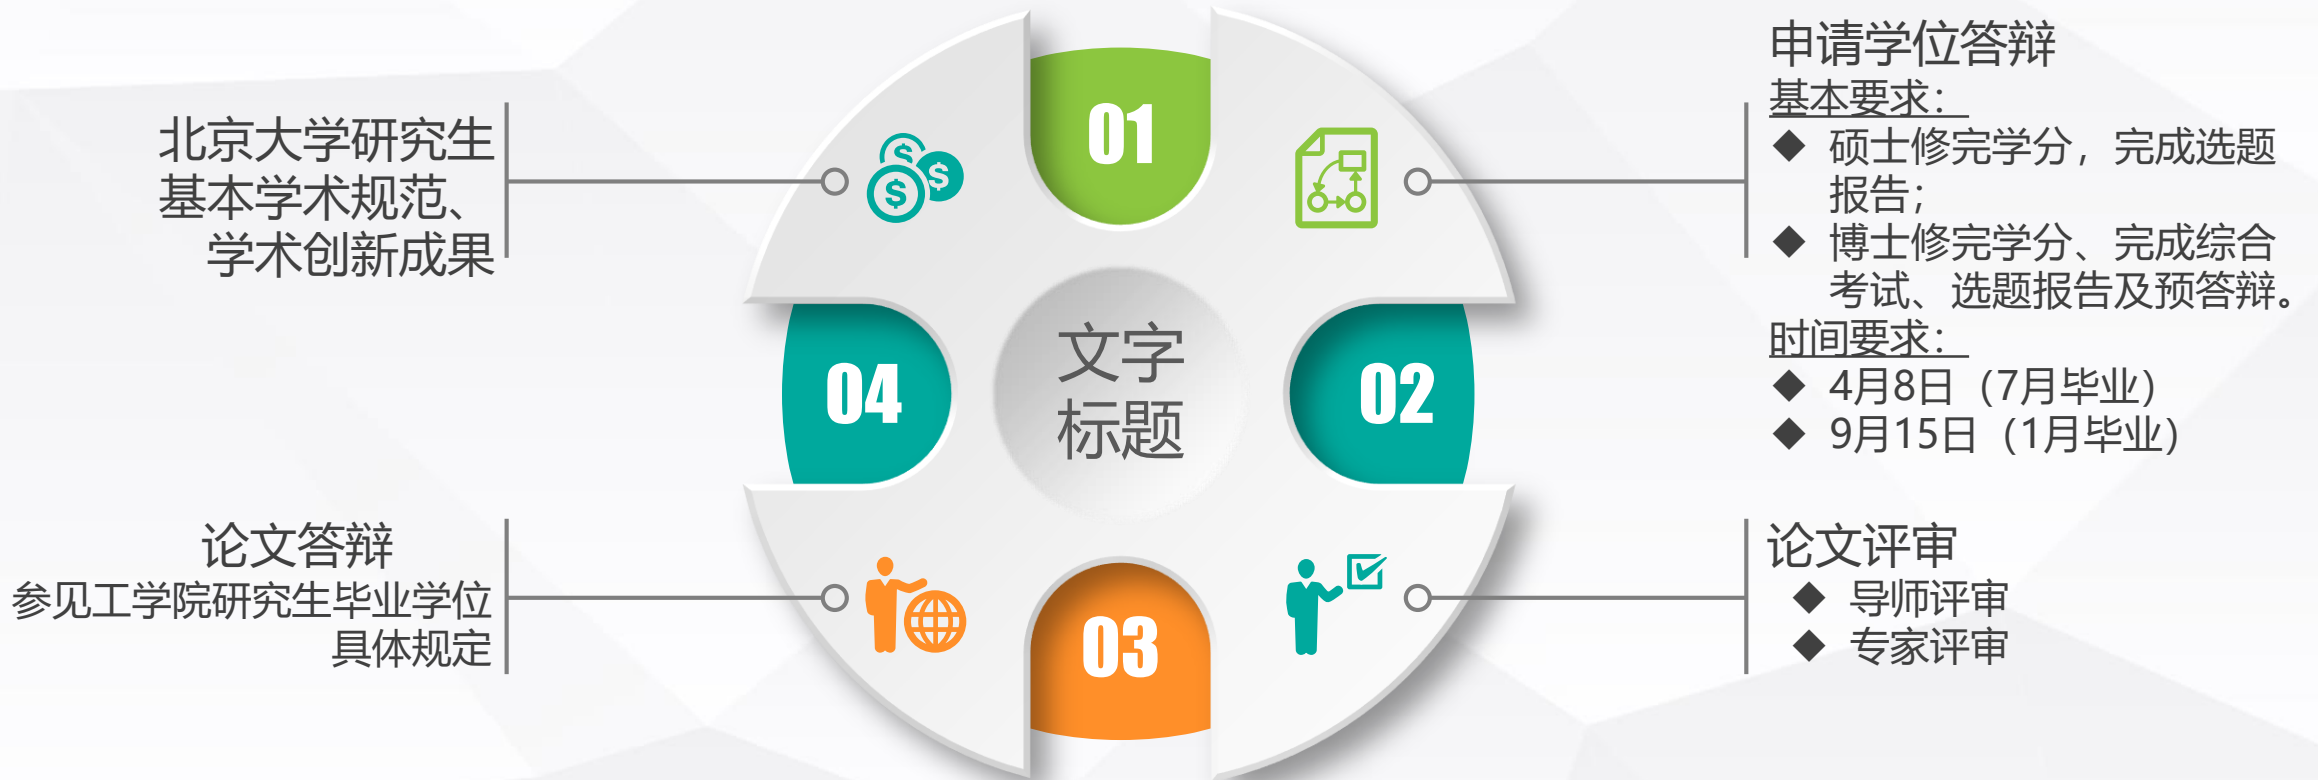 北京大学研究生
基本学术规范、
学术创新成果
01
申请学位答辩
基本要求：
◆ 硕士修完学分，完成选题
报告；
◆ 博士修完学分、完成综合
考试、选题报告及预答辩。
时间要求：
◆ 4月8日（7月毕业）
◆ 9月15日（1月毕业）
04
文字
标题
02
论文答辩
参见工学院研究生毕业学位
具体规定
03
论文评审
◆ 导师评审
◆ 专家评审